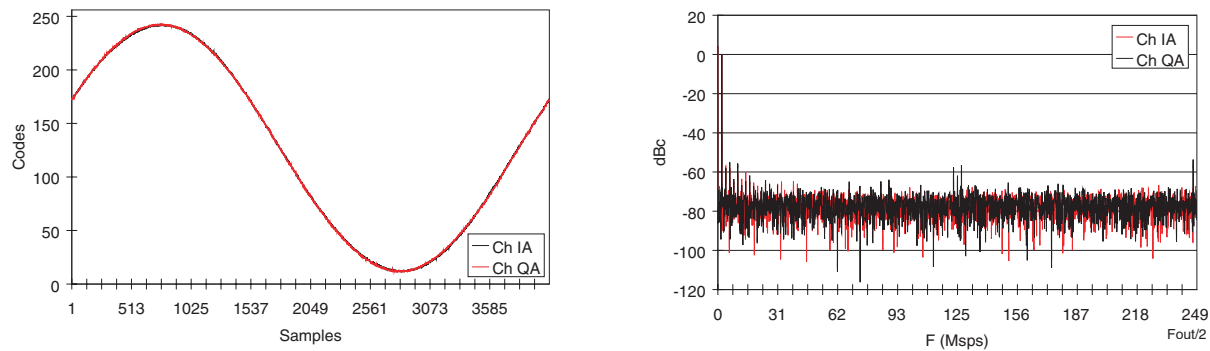 250
200
150
100
50
0
Codes
Ch IA
Ch QA
1 513 1025 1537 2049 2561 3073 3585
Samples
20
0
-20
-40
-60
-80
-100
-120
dBc
Ch IA
Ch QA
0 31 62 93 125 156 187 218 249
F (Msps)
Fout/2